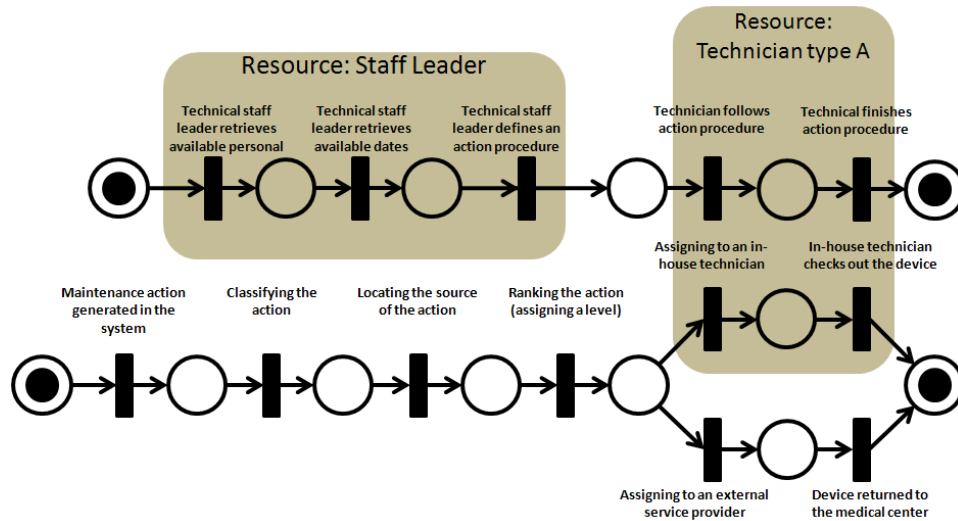 Resource: Staff Leader
Resource:
Technician type A
Technical staff
leader retrieves
available personal
Technical staff
leader retrieves
available dates
Technical staff
leader defines an
action procedure
Technician follows
action procedure
Technical finishes
action procedure
Maintenance action
generated in the
system
Classifying the
action
Locating the source
of the action
Ranking the action
(assigning a level)
Assigning to an in-
house technician
In-house technician
checks out the device
Assigning to an external
service provider
Device returned to
the medical center